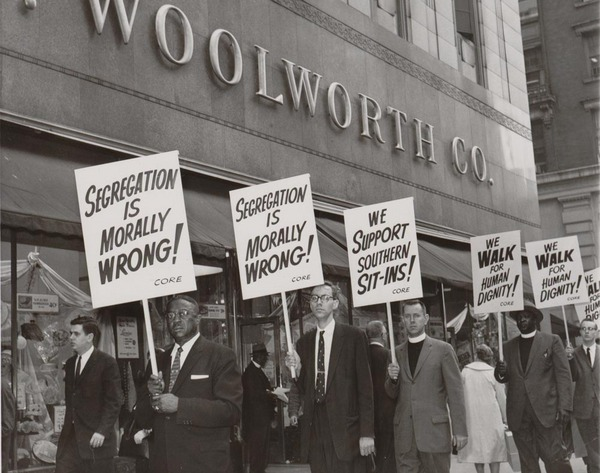 WOOLWORTH CO.
SEGREGATION
IS
MORALLY
WRONG!
CORE
SEGREGATION
IS
MORALLY
WRONG!
CORE
WE
SUPPORT
SOUTHERN
SIT-INS!
CORE
WE
WALK
FOR
HUMAN
DIGNITY!
CORE
WE
WALK
FOR
HUMAN
DIGNITY!
CORE